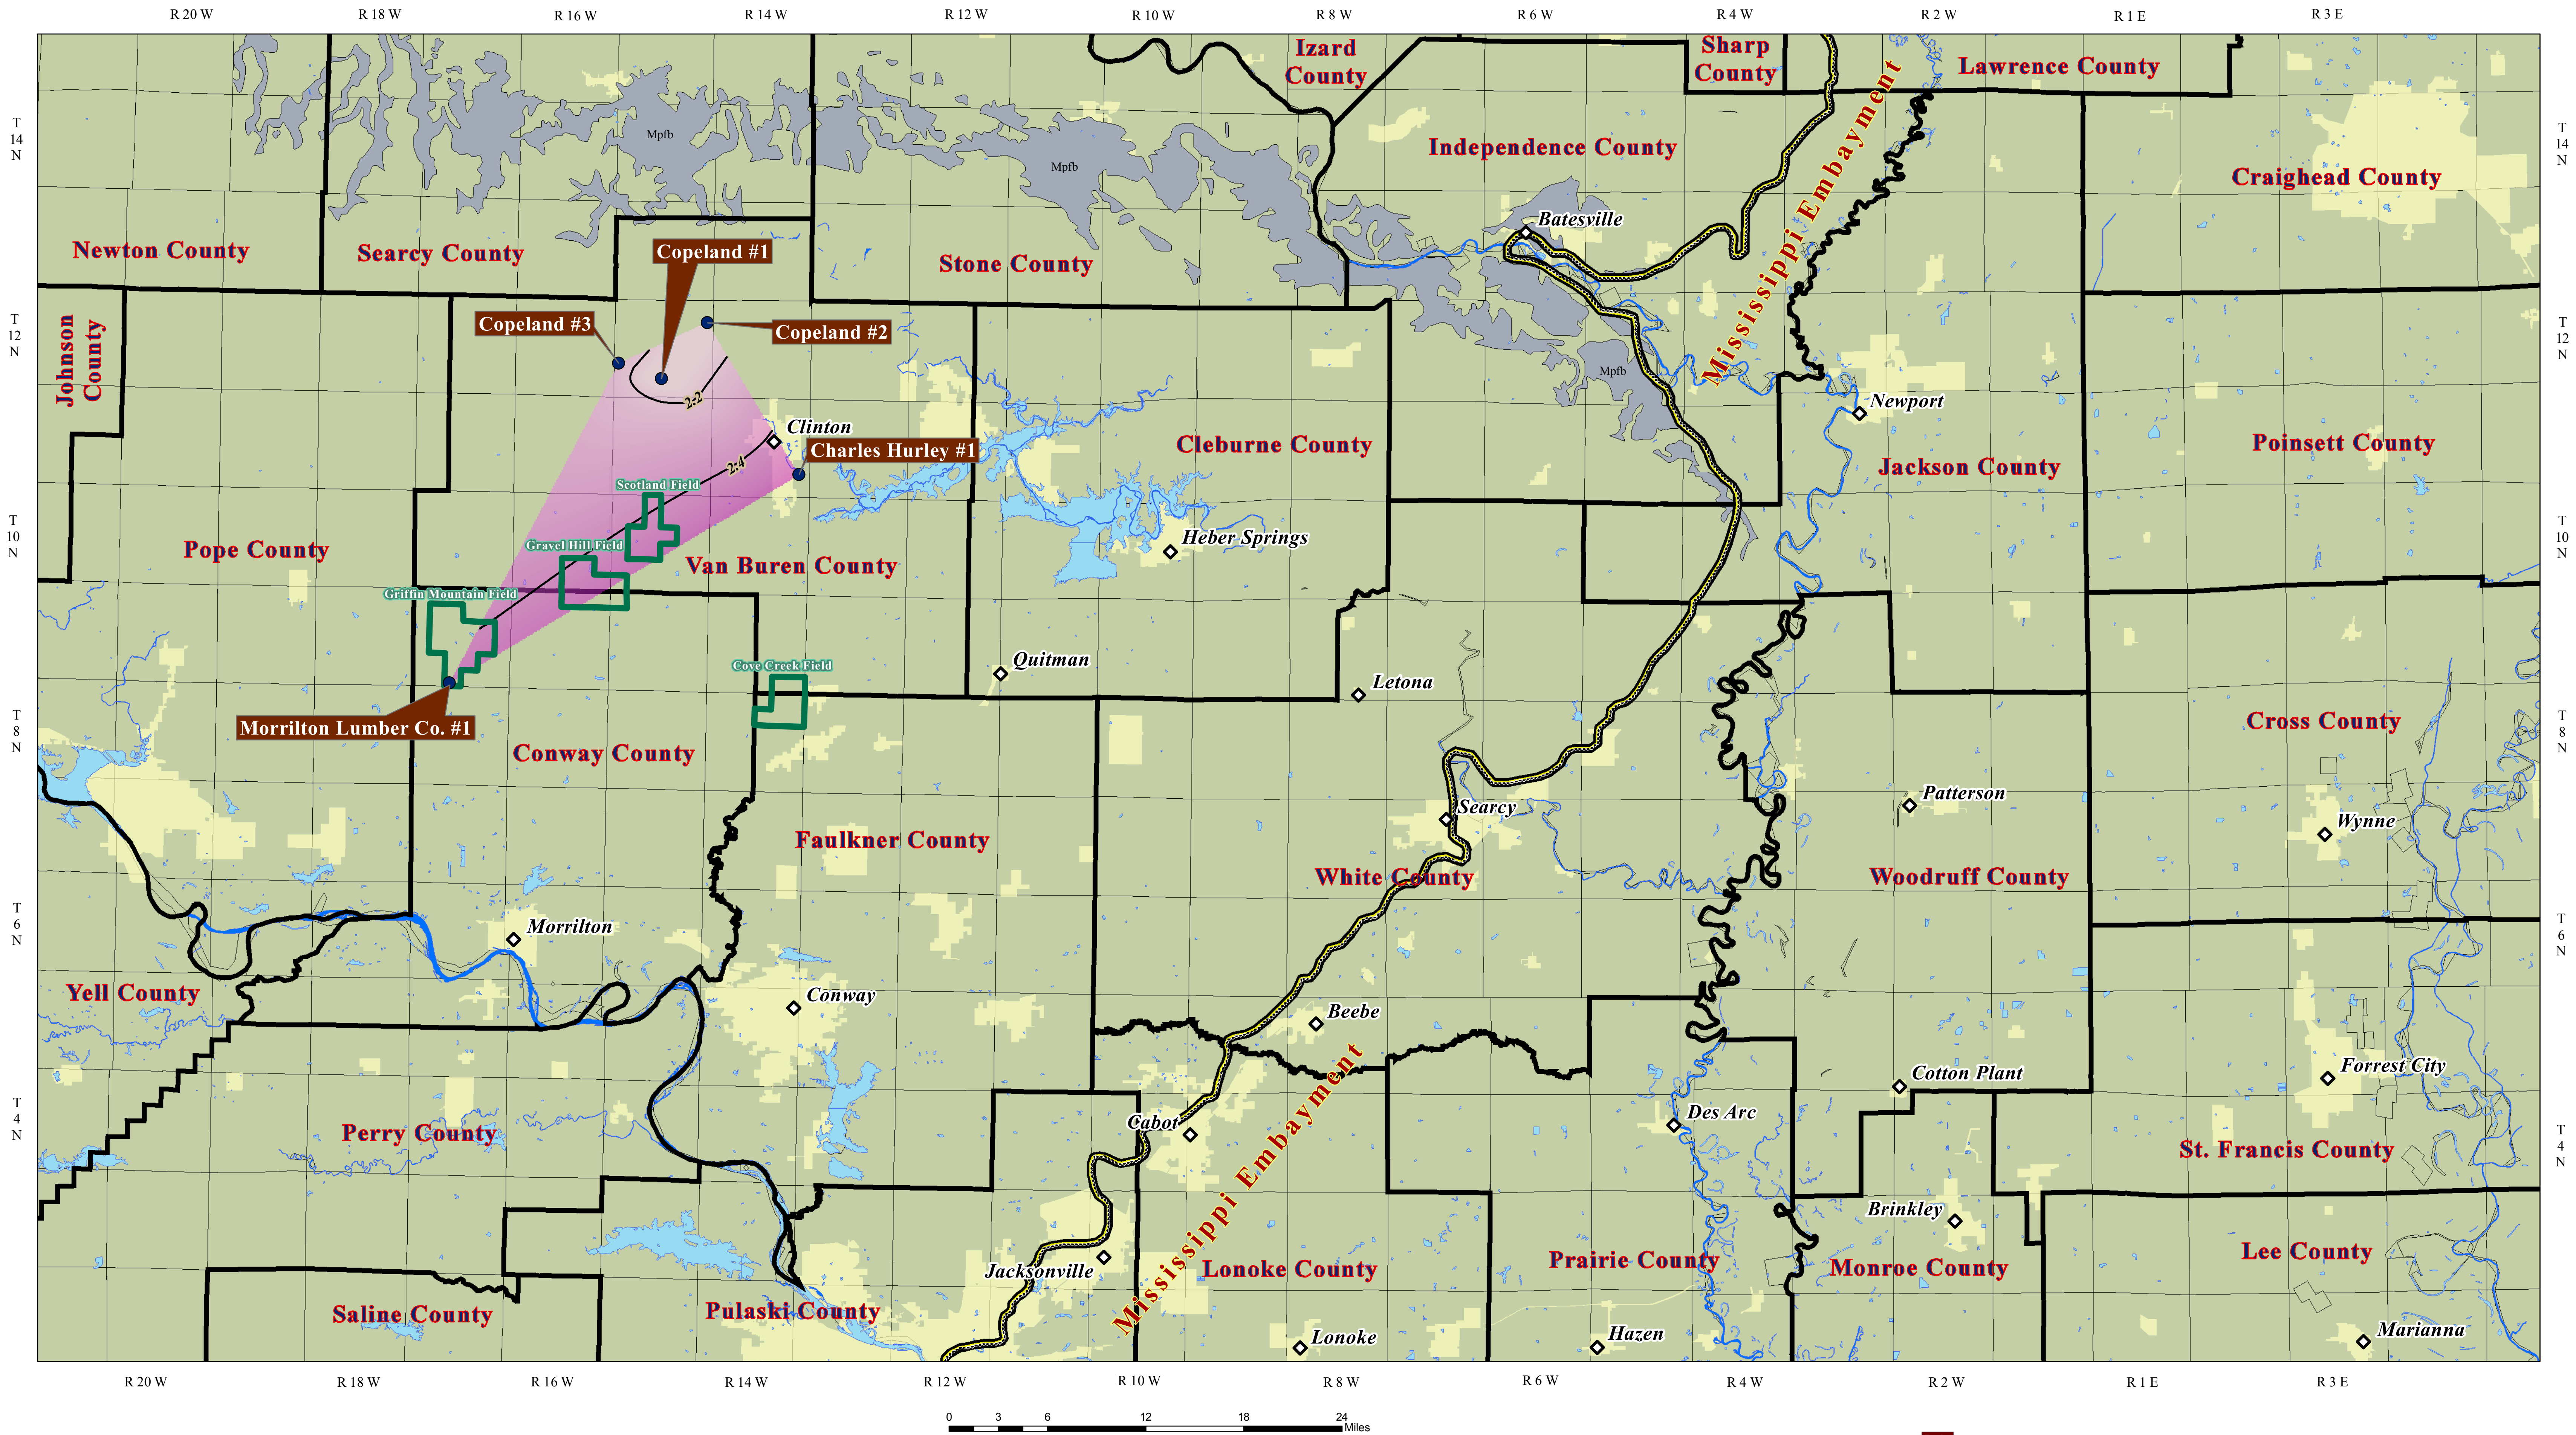 R 20 W R 18 W R 16 W R 14 W R 12 W R 10 W R 8 W R 6 W R 4 W R 2 W R 1 E R 3 E
Izard
County
Sharp
County
Lawrence County
T
14
N
Mpfb
Mpfb
Independence County
T
14
N
Craighead County
Mississippi Embayment
Batesville
Newton County
Searcy County
Copeland #1
Stone County
T
12
N
Johnson
County
Copeland #3
Copeland #2
T
12
N
Mpfb
2.2
Newport
Clinton
Charles Hurley #1
Cleburne County
Poinsett County
2.4
Jackson County
Scotland Field
T
10
N
Pope County
Gravel Hill Field
Van Buren County
Heber Springs
T
10
N
Griffin Mountain Field
Quitman
Cove Creek Field
Letona
T
8
N
Morrilton Lumber Co. #1
Conway County
Cross County
T
8
N
Patterson
Searcy
Wynne
Faulkner County
White County
Woodruff County
T
6
N
Morrilton
T
6
N
Yell County
Conway
Beebe
Mississippi Embayment
Cotton Plant
Forrest City
T
4
N
Perry County
Cabot
Des Arc
T
4
N
St. Francis County
Brinkley
Jacksonville
Lonoke County
Prairie County
Monroe County
Lee County
Saline County
Pulaski County
Lonoke
Hazen
Marianna
R 20 W R 18 W R 16 W R 14 W R 12 W R 10 W R 8 W R 6 W R 4 W R 2 W R 1 E R 3 E
0 3 6 12 18 24
Miles